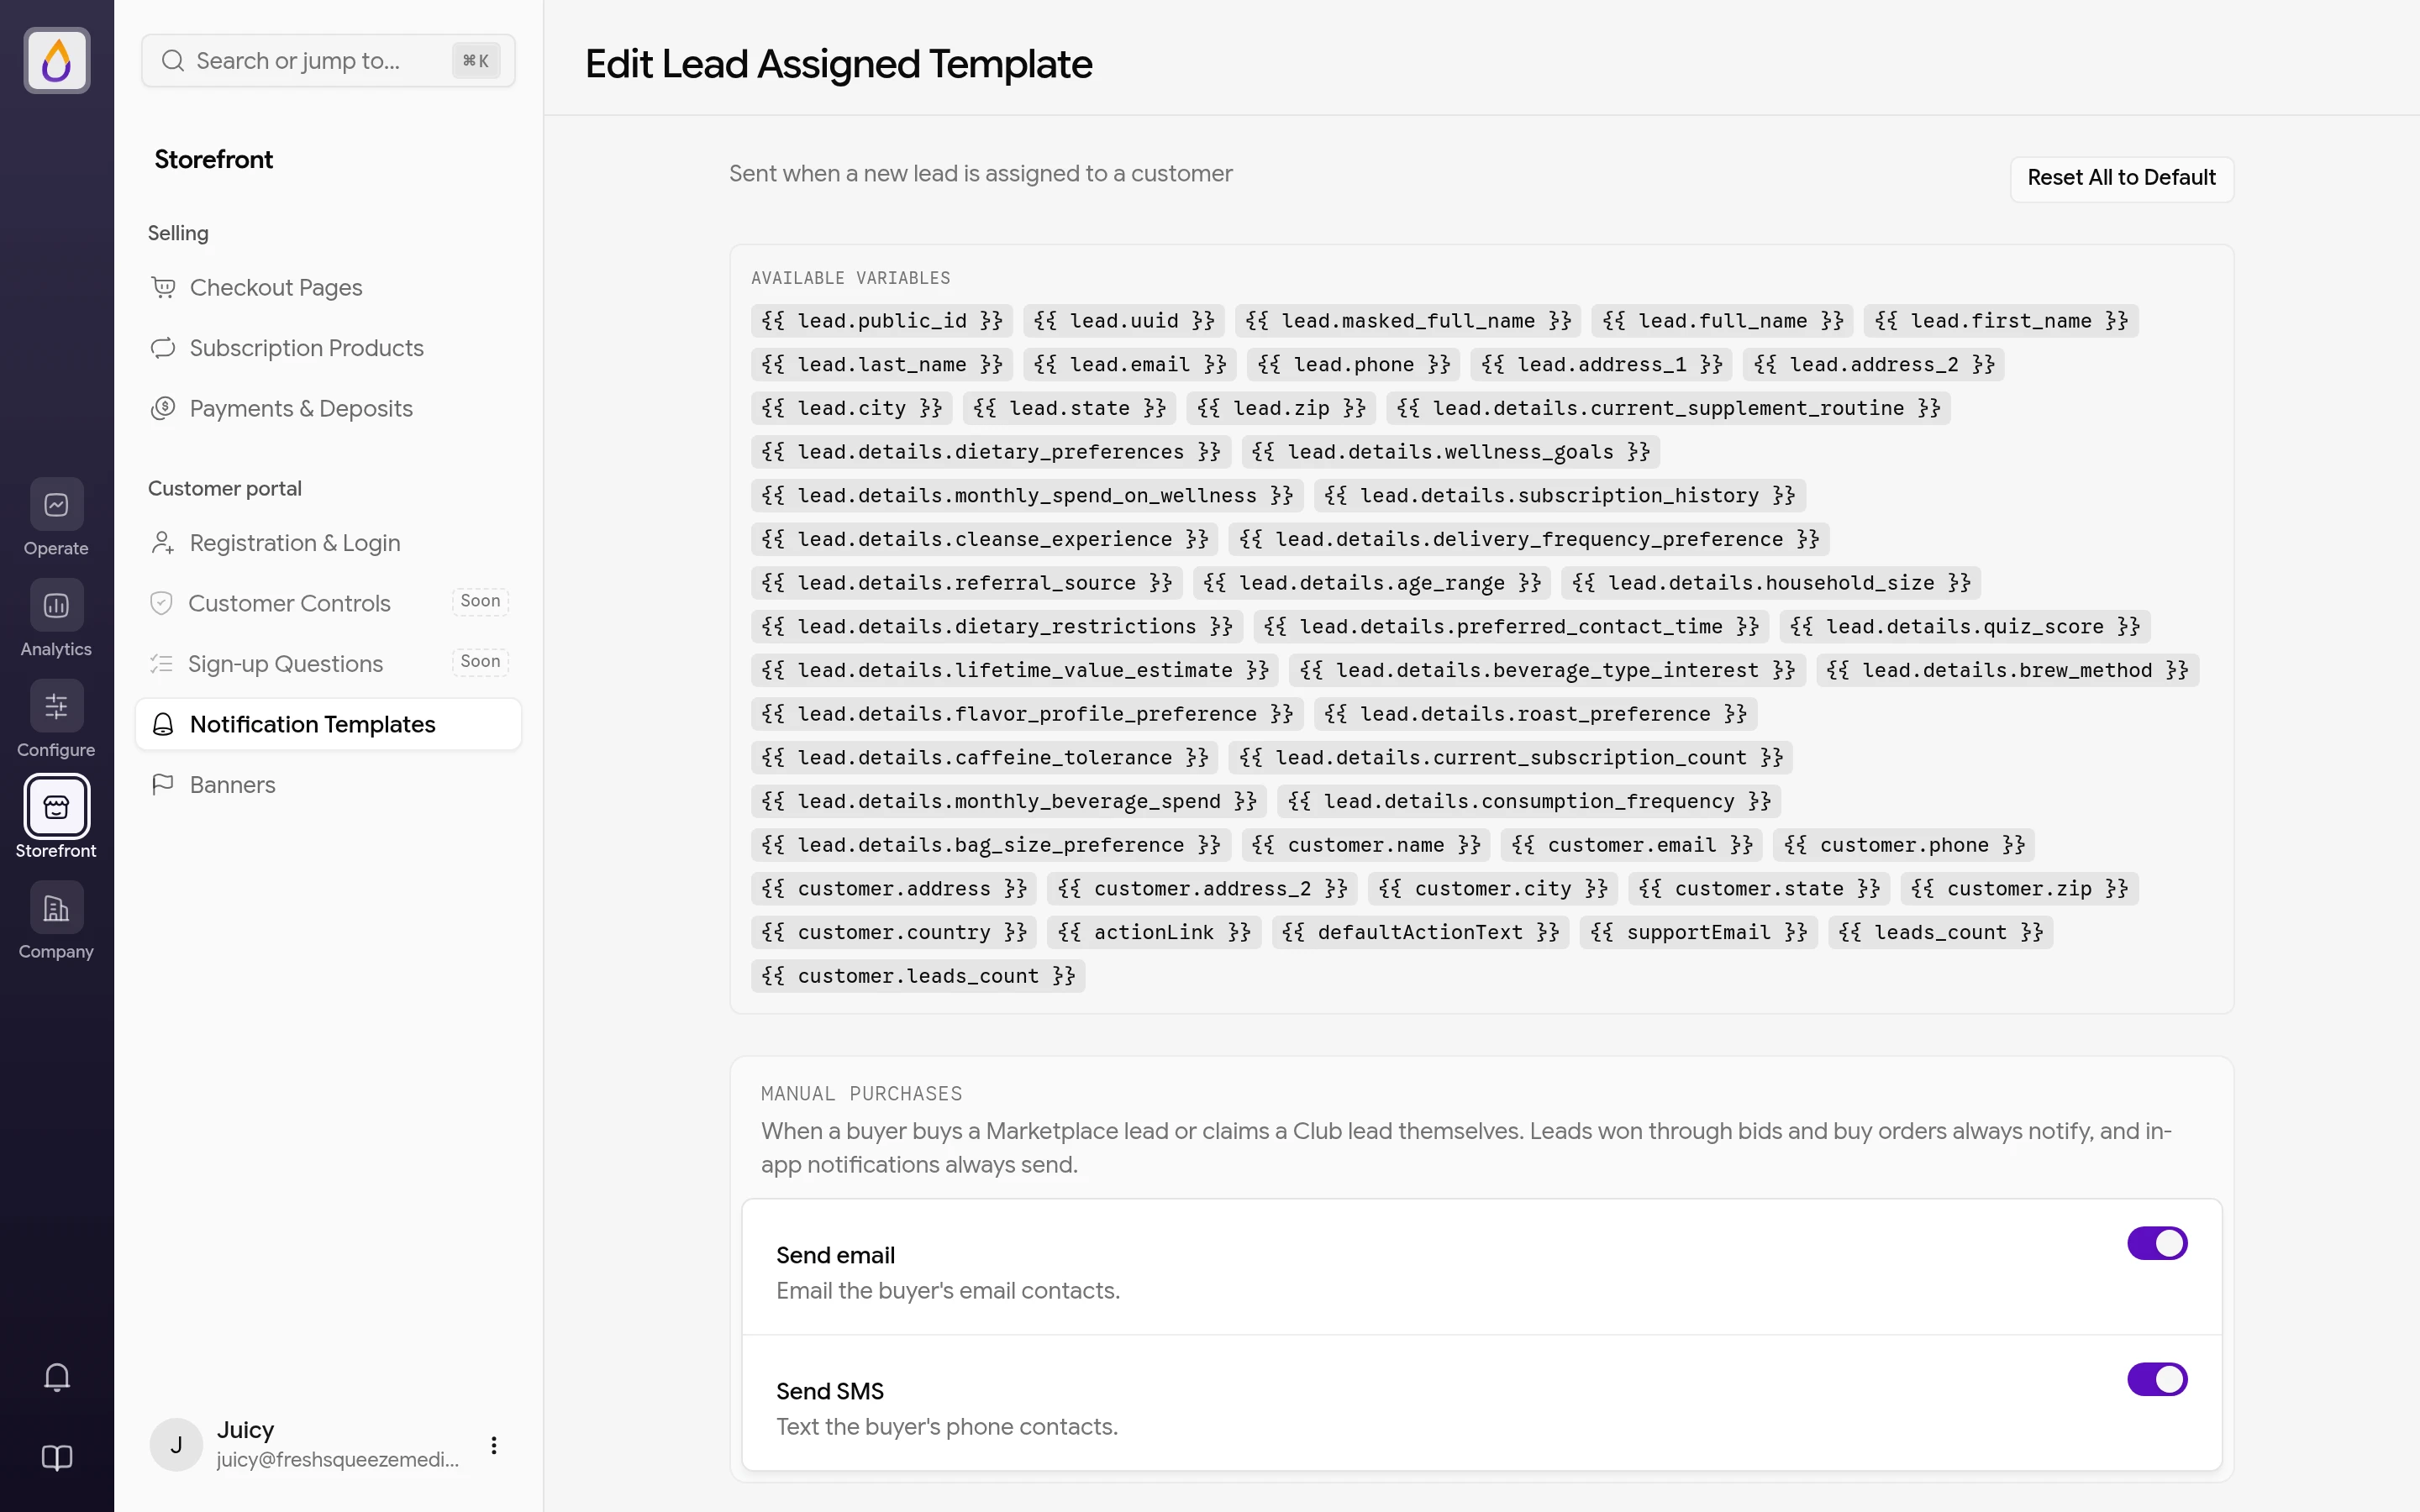 Search or jump to...
⌘K
Storefront
Selling
Checkout Pages
Subscription Products
Payments & Deposits
Customer portal
Registration & Login
Customer Controls
Soon
Sign-up Questions
Soon
Notification Templates
Banners
Operate
Analytics
Configure
Storefront
Company
J
Juicy
juicy@freshsqueezemedi...
Edit Lead Assigned Template
Sent when a new lead is assigned to a customer
Reset All to Default
AVAILABLE VARIABLES
{{ lead.public_id }} {{ lead.uuid }} {{ lead.masked_full_name }} {{ lead.full_name }} {{ lead.first_name }}
{{ lead.last_name }} {{ lead.email }} {{ lead.phone }} {{ lead.address_1 }} {{ lead.address_2 }}
{{ lead.city }} {{ lead.state }} {{ lead.zip }} {{ lead.details.current_supplement_routine }}
{{ lead.details.dietary_preferences }} {{ lead.details.wellness_goals }}
{{ lead.details.monthly_spend_on_wellness }} {{ lead.details.subscription_history }}
{{ lead.details.cleanse_experience }} {{ lead.details.delivery_frequency_preference }}
{{ lead.details.referral_source }} {{ lead.details.age_range }} {{ lead.details.household_size }}
{{ lead.details.dietary_restrictions }} {{ lead.details.preferred_contact_time }} {{ lead.details.quiz_score }}
{{ lead.details.lifetime_value_estimate }} {{ lead.details.beverage_type_interest }} {{ lead.details.brew_method }}
{{ lead.details.flavor_profile_preference }} {{ lead.details.roast_preference }}
{{ lead.details.caffeine_tolerance }} {{ lead.details.current_subscription_count }}
{{ lead.details.monthly_beverage_spend }} {{ lead.details.consumption_frequency }}
{{ lead.details.bag_size_preference }} {{ customer.name }} {{ customer.email }} {{ customer.phone }}
{{ customer.address }} {{ customer.address_2 }} {{ customer.city }} {{ customer.state }} {{ customer.zip }}
{{ customer.country }} {{ actionLink }} {{ defaultActionText }} {{ supportEmail }} {{ leads_count }}
{{ customer.leads_count }}
MANUAL PURCHASES
When a buyer buys a Marketplace lead or claims a Club lead themselves. Leads won through bids and buy orders always notify, and in-
app notifications always send.
Send email
Email the buyer's email contacts.
Send SMS
Text the buyer's phone contacts.